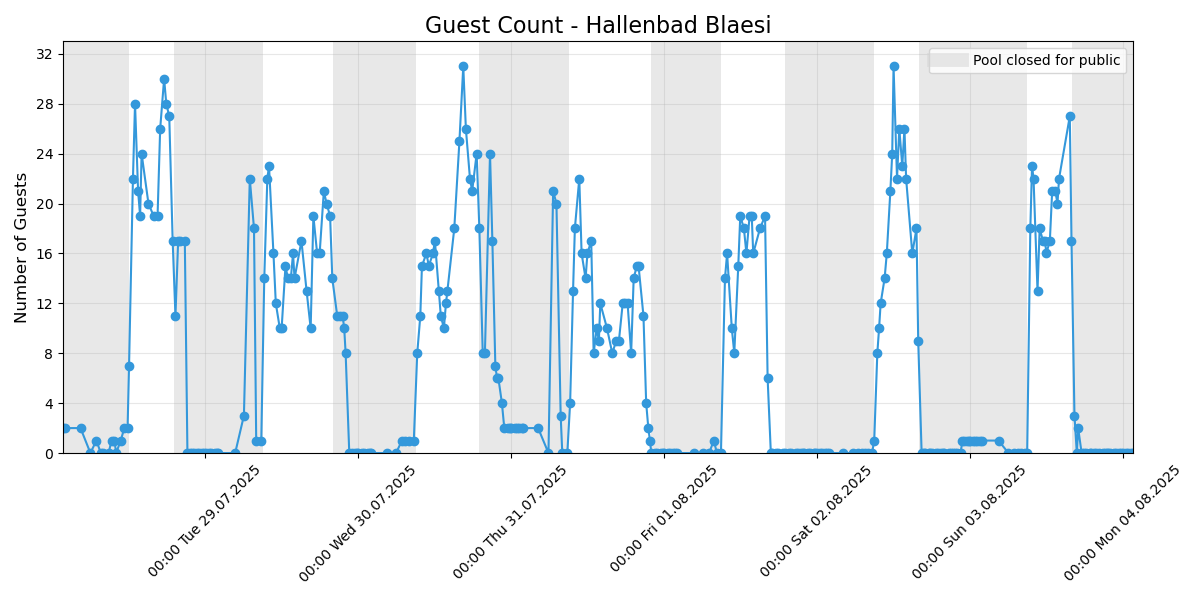 Guest Count - Hallenbad Blaesi
Pool closed for public
Number of Guests
32
28
24
20
16
12
8
4
0
00:00 Tue 29.07.2025
00:00 Wed 30.07.2025
00:00 Thu 31.07.2025
00:00 Fri 01.08.2025
00:00 Sat 02.08.2025
00:00 Sun 03.08.2025
00:00 Mon 04.08.2025